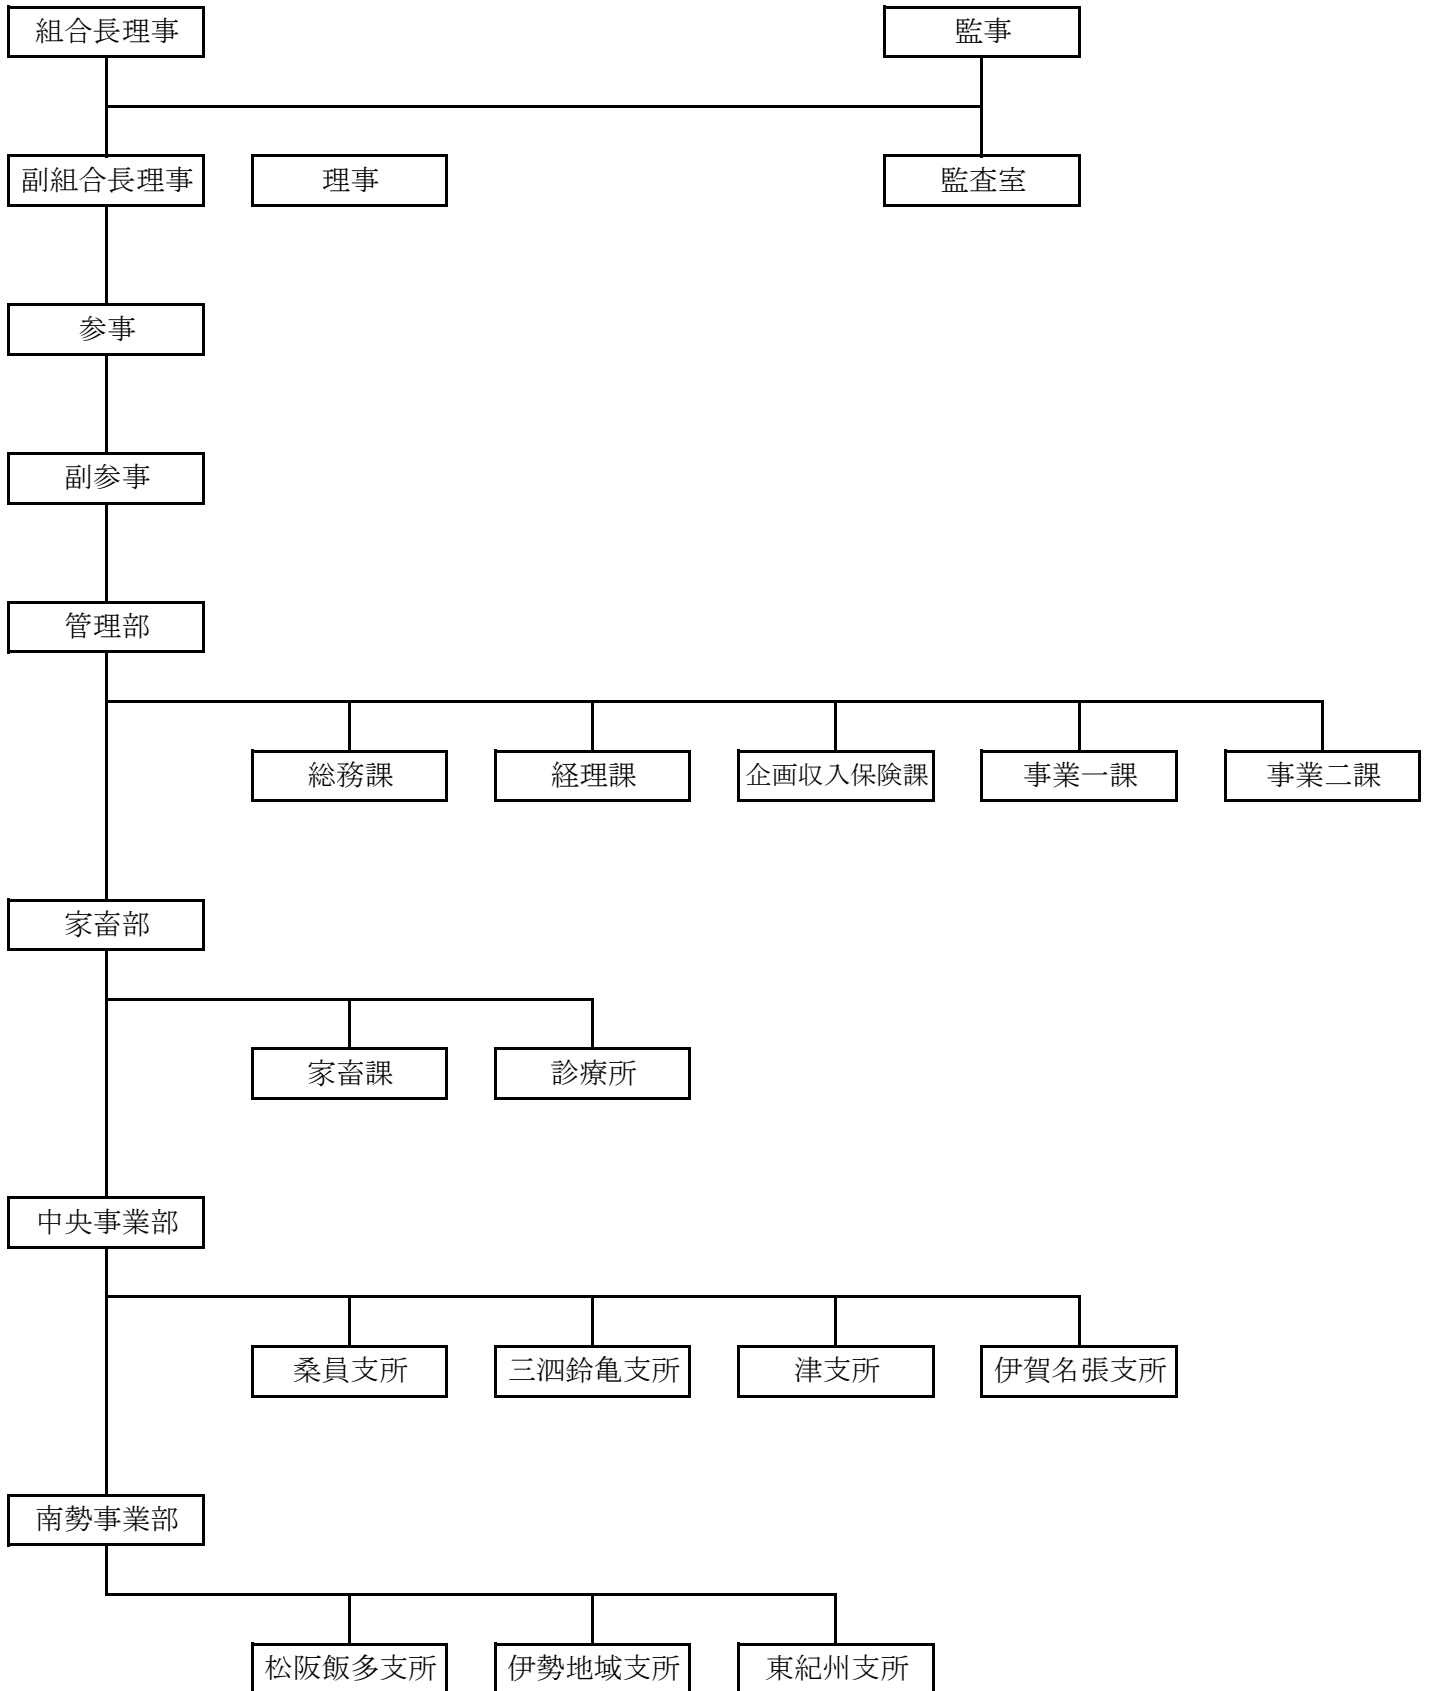 組合長理事
監事
副組合長理事
理事
監査室
参事
副参事
管理部
総務課
経理課
企画収入保険課
事業一課
事業二課
家畜部
家畜課
診療所
中央事業部
桑員支所
三泗鈴亀支所
津支所
伊賀名張支所
南勢事業部
松阪飯多支所
伊勢地域支所
東紀州支所